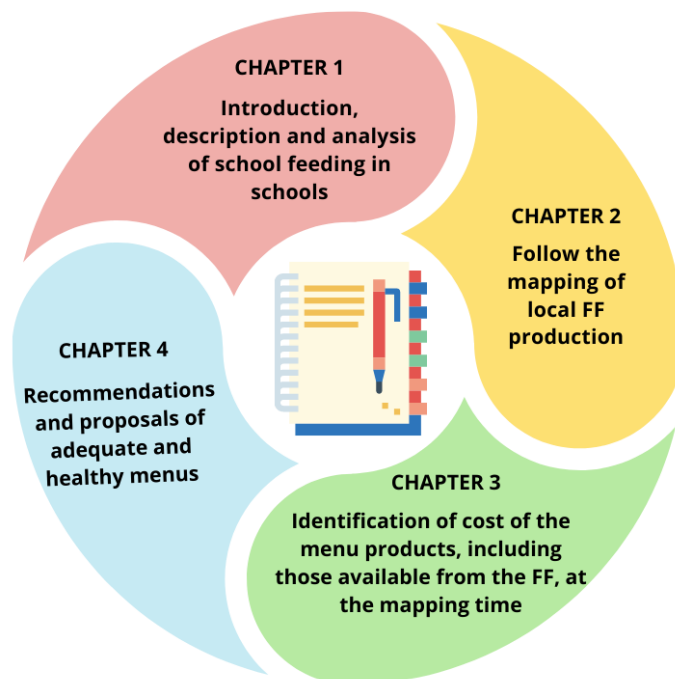 CHAPTER 1
Introduction,
description and analysis
of school feeding in
schools
CHAPTER 2
Follow the
mapping of
local FF
production
CHAPTER 3
Identification of cost of the
menu products, including
those available from the FF, at
the mapping time
CHAPTER 4
Recommendations
and proposals of
adequate and
healthy menus